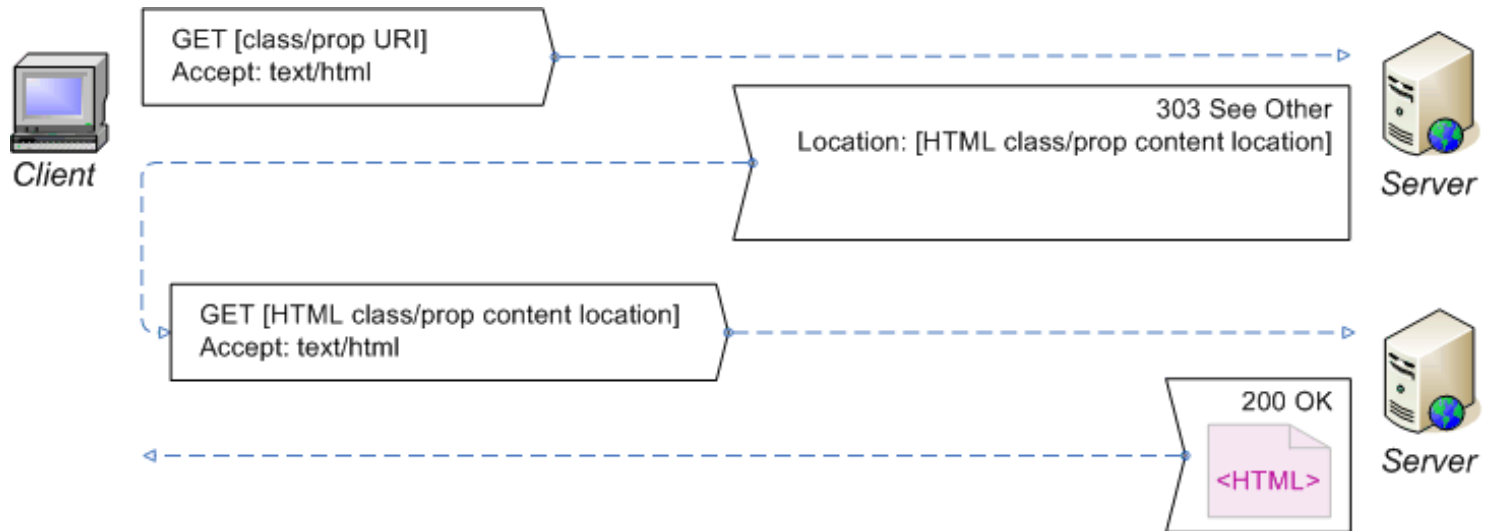 GET [class/prop URI]
Accept: text/html
Client
303 See Other
Location: [HTML class/prop content location]
Server
GET [HTML class/prop content location]
Accept: text/html
200 OK
<HTML>
Server